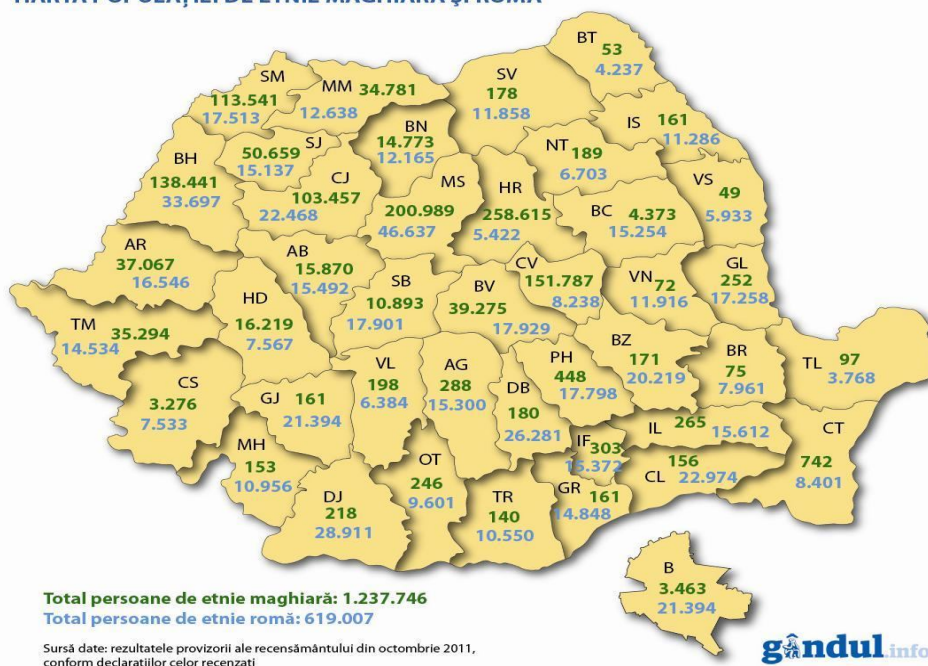 HARTA POPULAȚIEI DE ETNIE MAGHIARĂ ŞI ROMĂ
BT 53
4.237
SM
113.541
17.513
MM 34.781
12.638
SV
178
11.858
IS 161
11.286
BN
14.773
12.165
SJ
50.659
15.137
NT 189
6.703
BH
138.441
33.697
CJ
103.457
22.468
MS
200.989
46.637
HR
258.615
5.422
BC 4.373
15.254
VS
49
5.933
AR
37.067
16.546
AB
15.870
15.492
SB
10.893
17.901
BV
39.275
17.929
CV
151.787
8.238
VN 72
11.916
GL
252
17.258
TM 35.294
14.534
HD
16.219
7.567
CS
3.276
7.533
GJ 161
21.394
VL
198
6.384
AG
288
15.300
DB
180
26.281
PH
448
17.798
BZ
171
20.219
BR
75
7.961
TL 97
3.768
MH
153
10.956
DJ
218
28.911
OT
246
9.601
TR
140
10.550
GR 161
14.848
IF 303
15.372
IL 265
15.612
CL 156
22.974
CT
742
8.401
B
3.463
21.394
Total persoane de etnie maghiară: 1.237.746
Total persoane de etnie romă: 619.007
Sursă date: rezultatele provizorii ale recensământului din octombrie 2011,
conform declaraţiilor celor recenzaţi
gândul.info